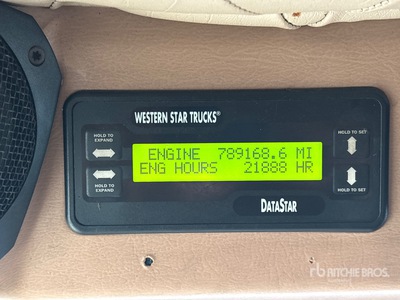 WESTERN STAR TRUCKS®
HOLD TO
EXPAND
HOLD TO SET
ENGINE 789168.6 MI
ENG HOURS 21888 HR
HOLD TO
EXPAND
HOLD TO SET
DATASTAR
rb RITCHIE BROS.